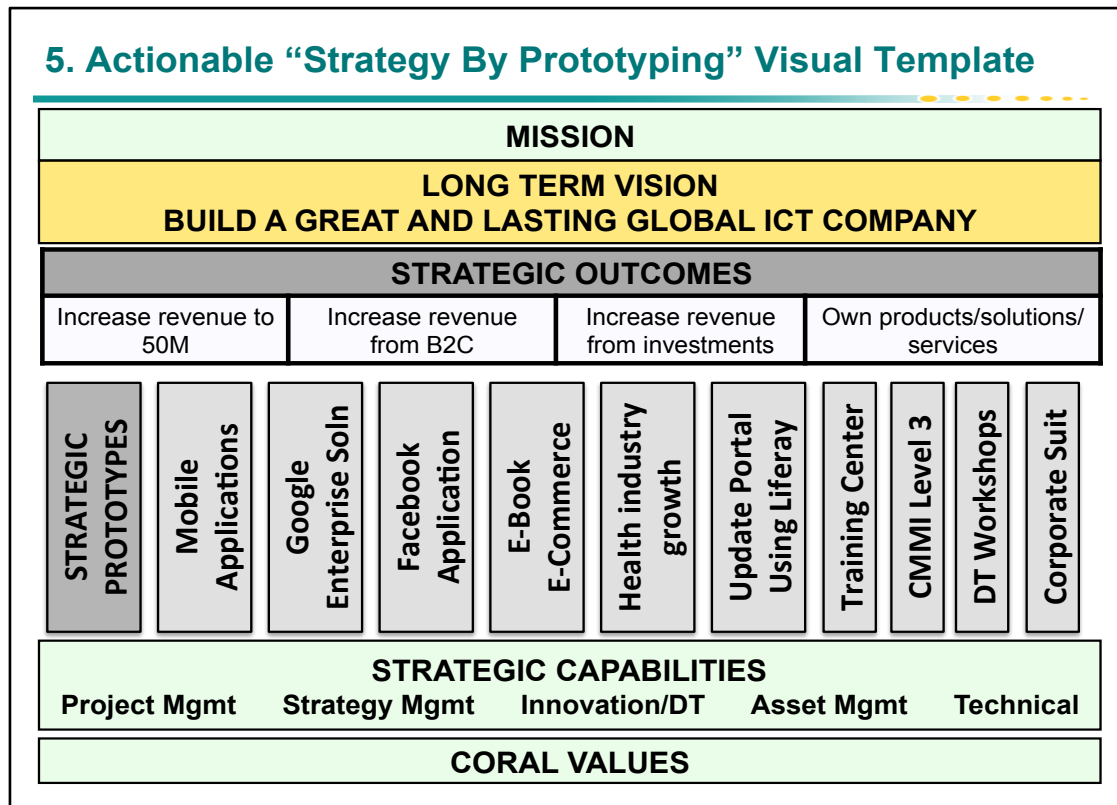 5. Actionable “Strategy By Prototyping” Visual Template
MISSION
LONG TERM VISION
BUILD A GREAT AND LASTING GLOBAL ICT COMPANY
STRATEGIC OUTCOMES
Increase revenue to
50M
Increase revenue
from B2C
Increase revenue
from investments
Own products/solutions/
services
STRATEGIC
PROTOTYPES
Mobile
Applications
Google
Enterprise Soln
Facebook
Application
E-Book
E-Commerce
Health industry
growth
Update Portal
Using Liferay
Training Center
CMMI Level 3
DT Workshops
Corporate Suit
STRATEGIC CAPABILITIES
Project Mgmt Strategy Mgmt Innovation/DT Asset Mgmt Technical
CORAL VALUES